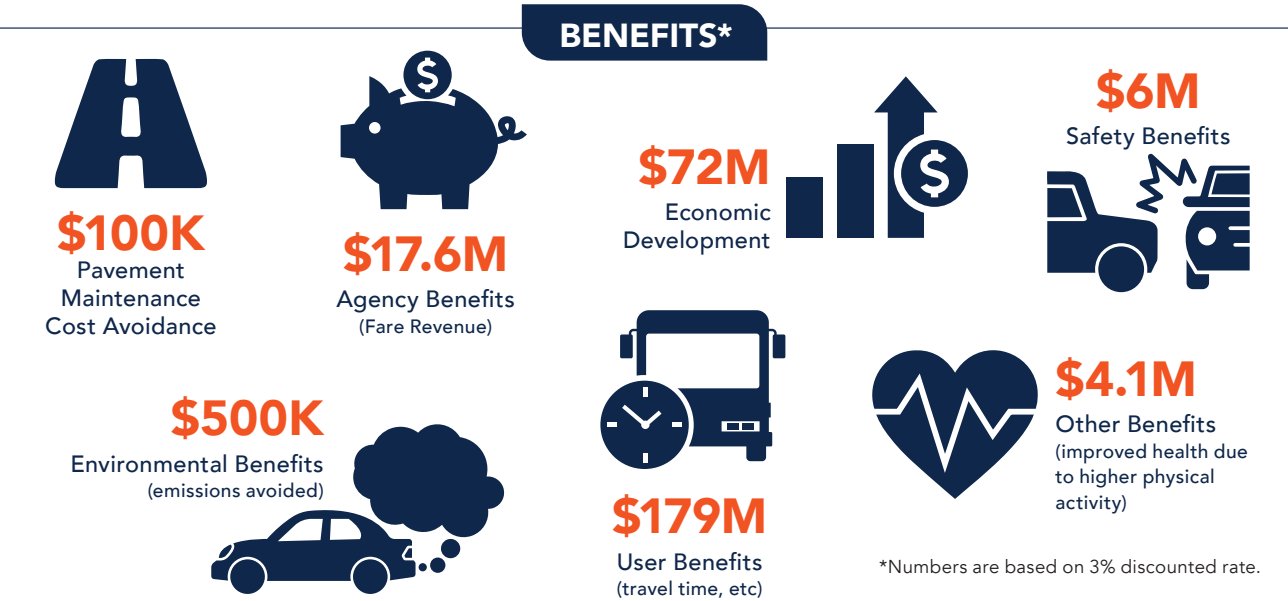 BENEFITS*
$100K
Pavement
Maintenance
Cost Avoidance
$
$17.6M
Agency Benefits
(Fare Revenue)
$72M
Economic
Development
$
$6M
Safety Benefits
$500K
Environmental Benefits
(emissions avoided)
$179M
User Benefits
(travel time, etc)
$4.1M
Other Benefits
(improved health due
to higher physical
activity)
*Numbers are based on 3% discounted rate.